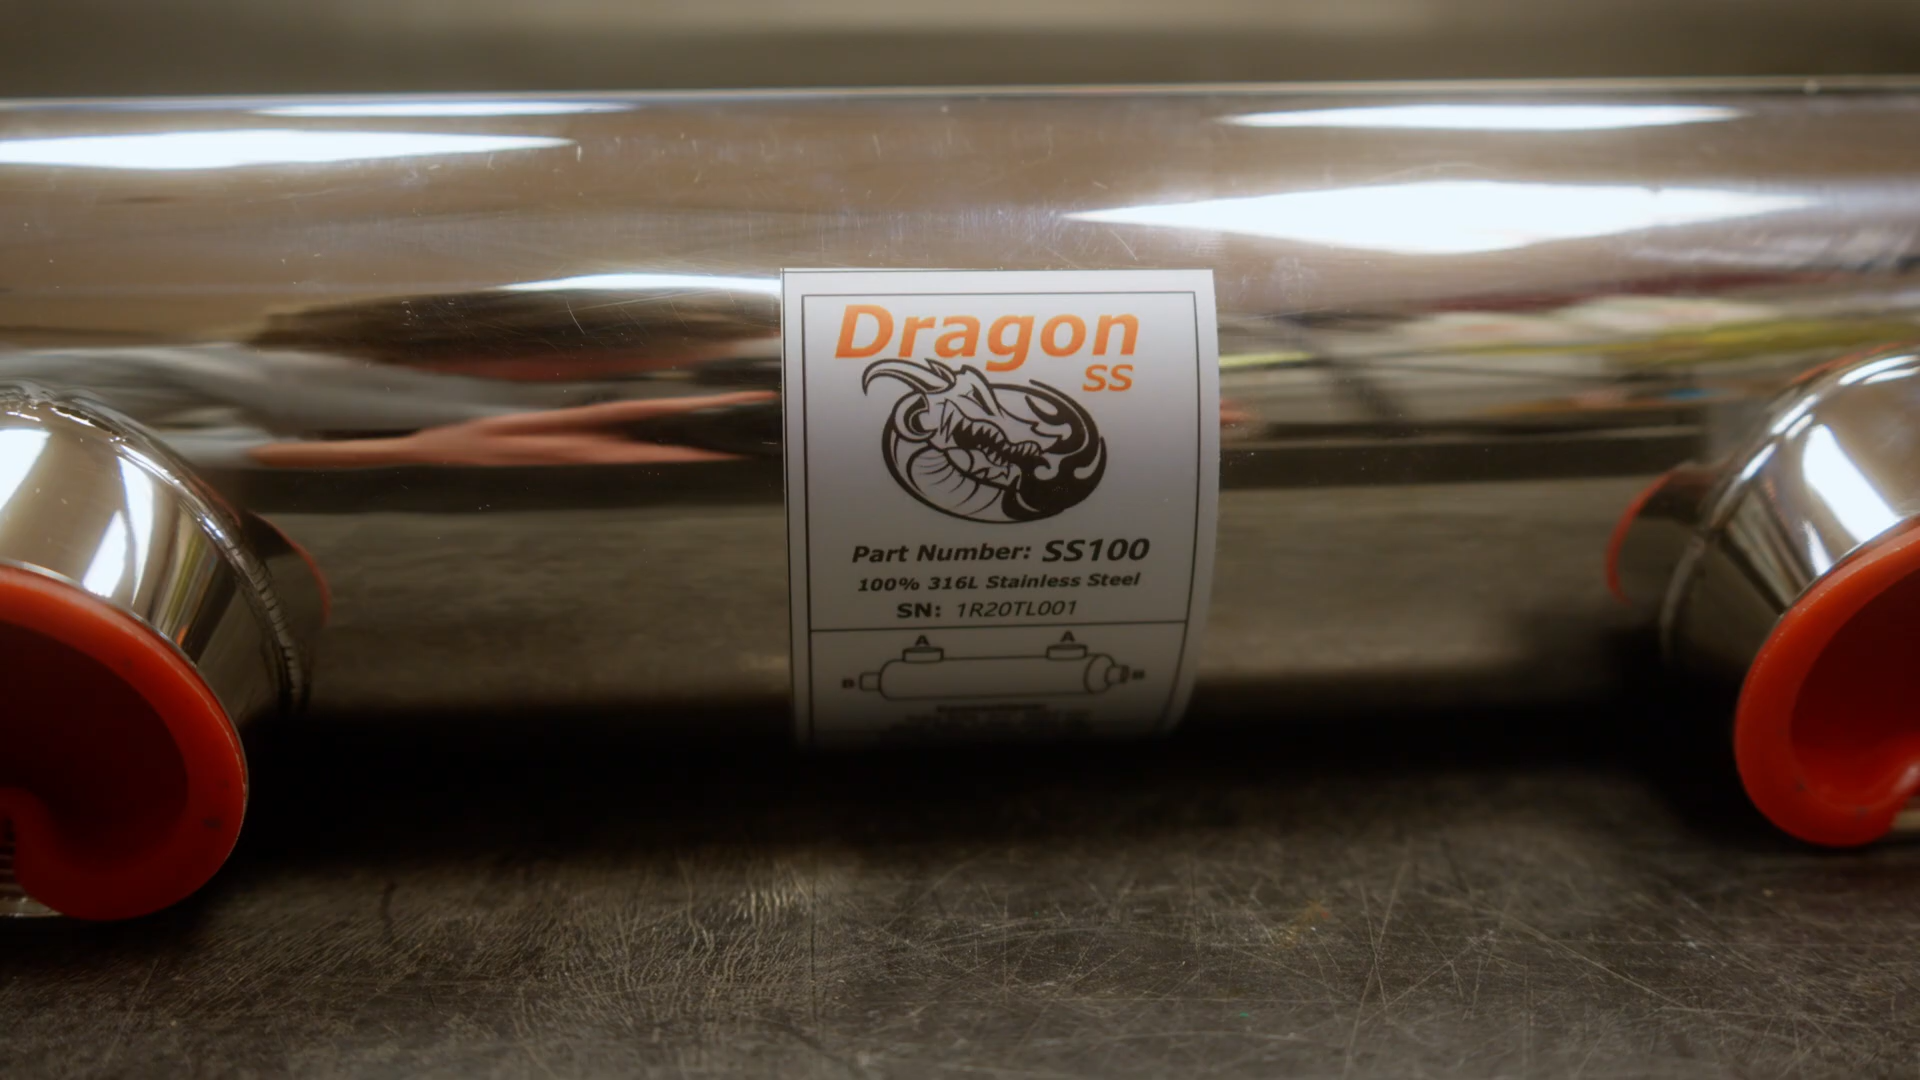 Dragon
SS
Part Number: SS100
100% 316L Stainless Steel
SN: 1R20TL001
A A
B B